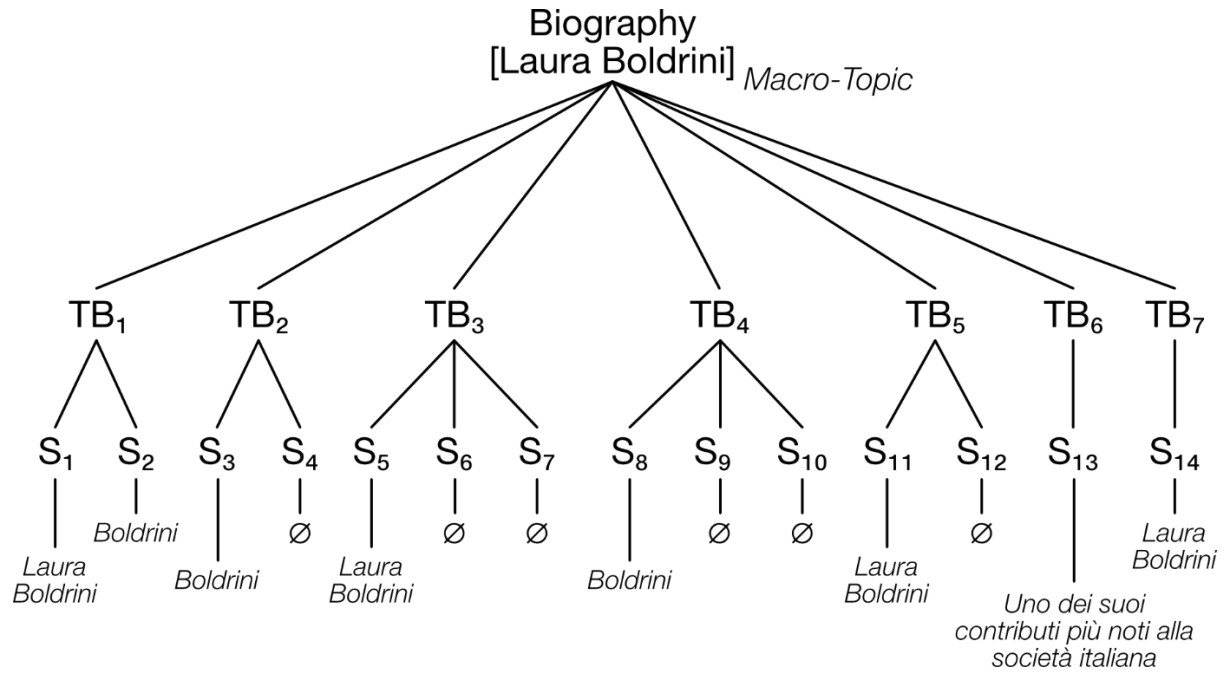 Biography
[Laura Boldrini] Macro-Topic
TB₁ TB₂ TB₃ TB₄ TB₅ TB₆ TB₇
S₁ S₂ S₃ S₄ S₅ S₆ S₇ S₈ S₉ S₁₀ S₁₁ S₁₂ S₁₃ S₁₄
Laura
Boldrini
Boldrini
Boldrini
∅
Laura
Boldrini
∅
∅
Boldrini
∅
∅
Laura
Boldrini
∅
Uno dei suoi
contributi più noti alla
società italiana
Laura
Boldrini